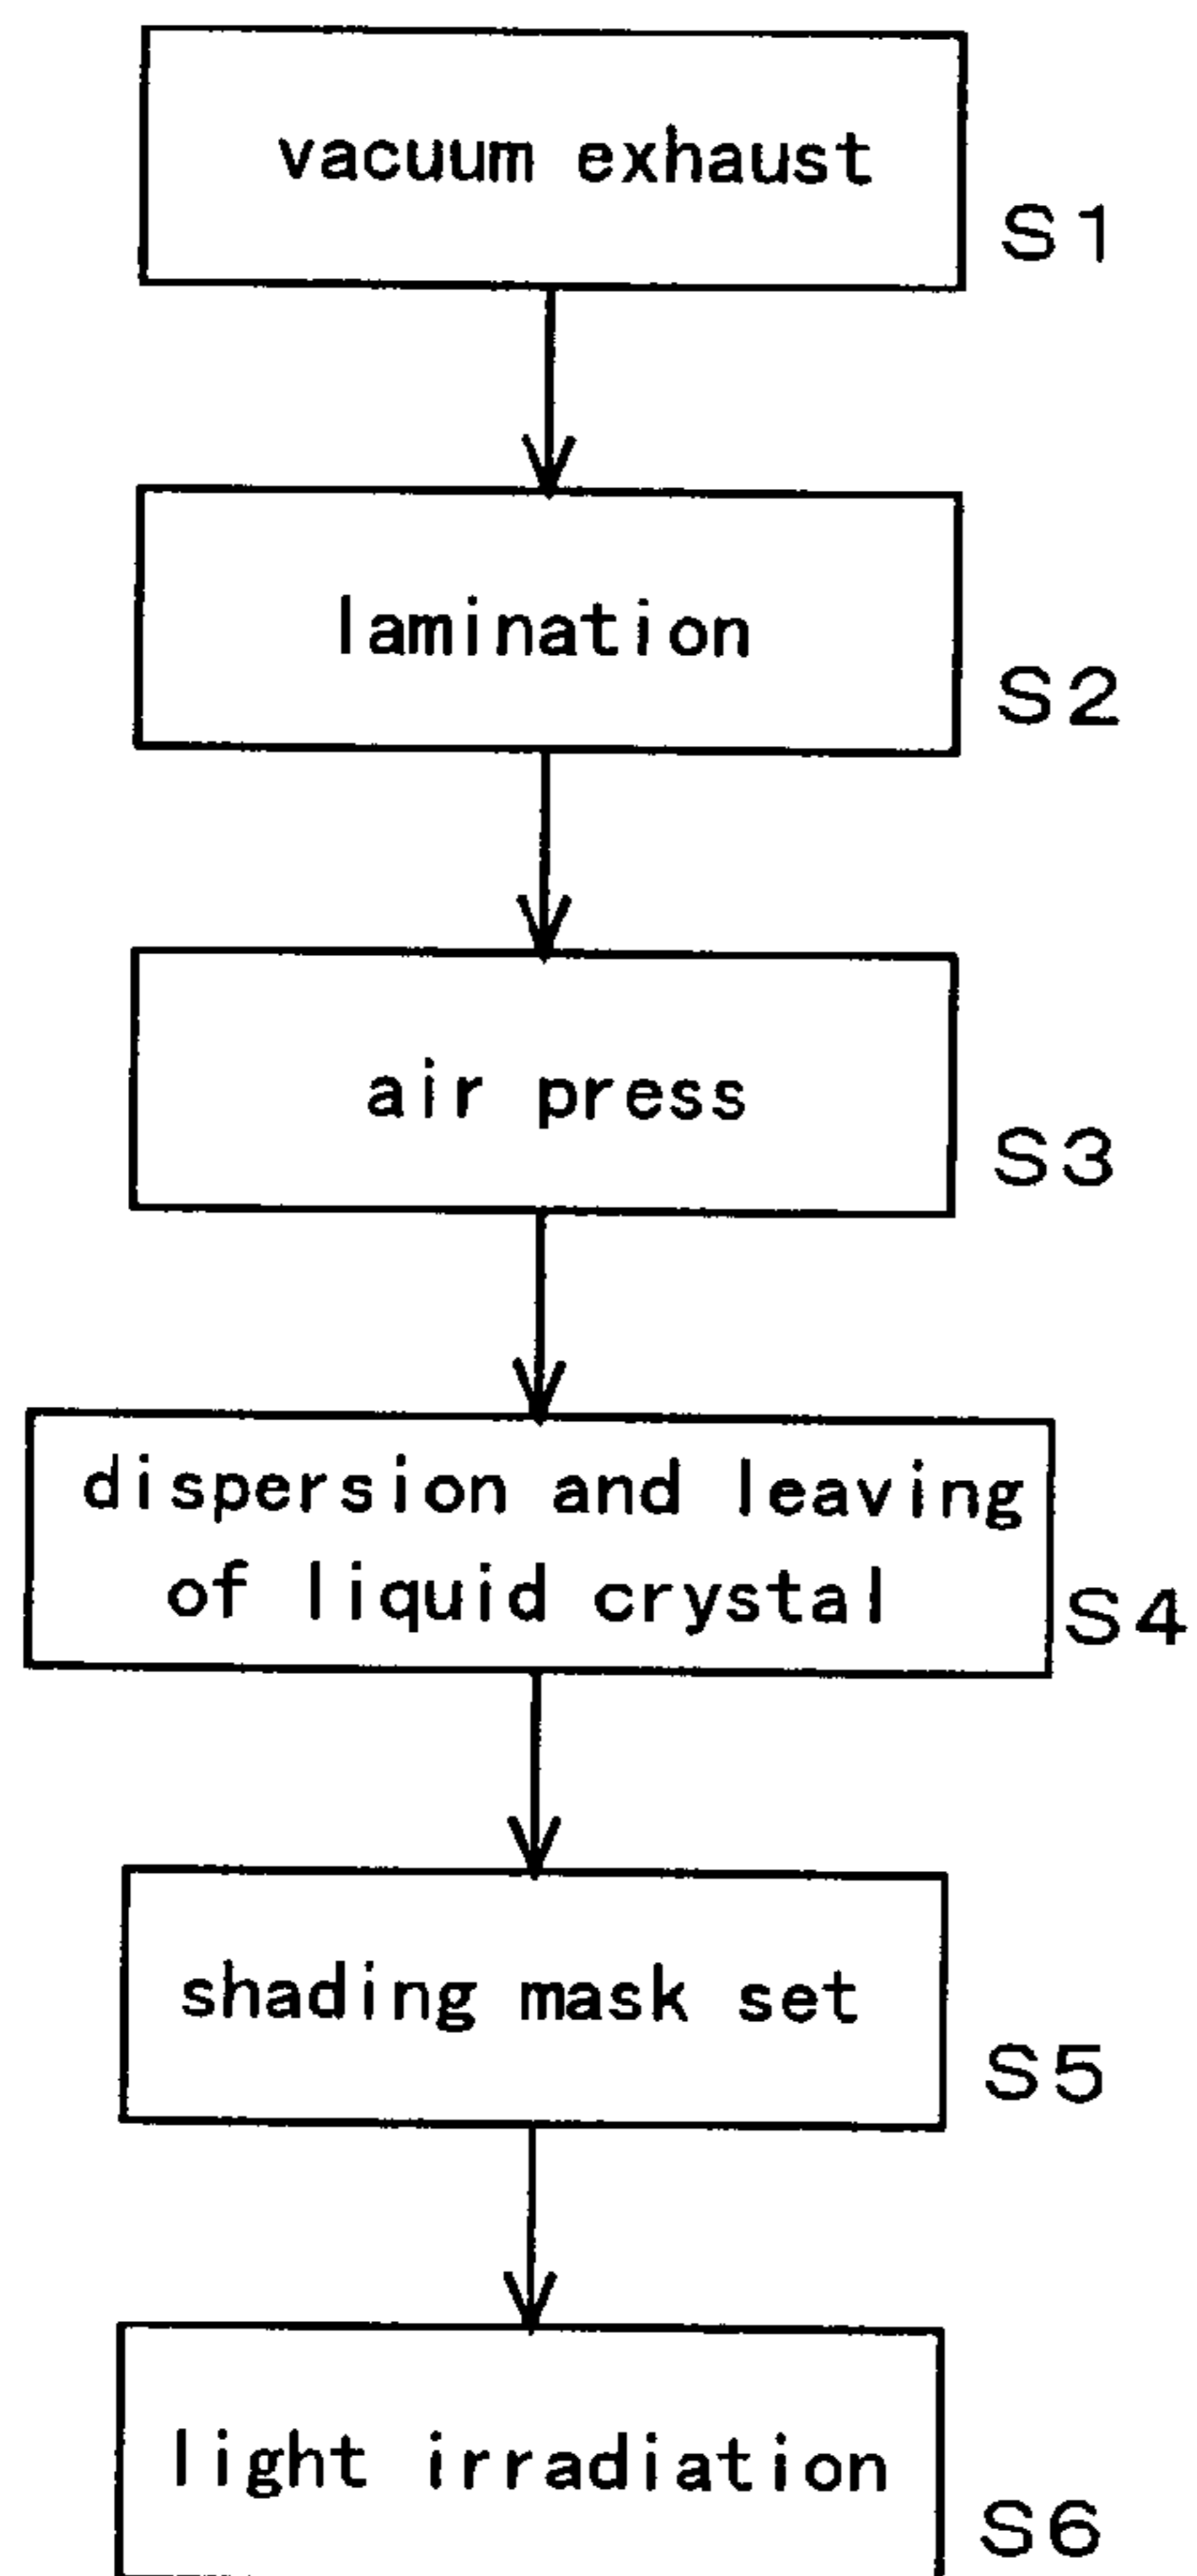 vacuum exhaust
S1
lamination
S2
air press
S3
dispersion and leaving
of liquid crystal
S4
shading mask set
S5
light irradiation
S6